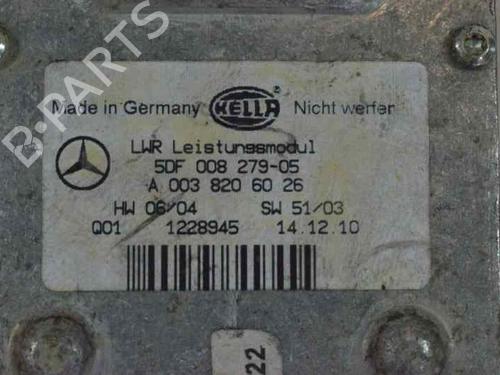 Made in Germany HELLA Nicht werfen
LWR Leistungsmodul
5DF 008 279-05
A 003 820 60 26
HW 06/04 SW 51/03
Q01 1228945 14.12.10
22
B-PARTS